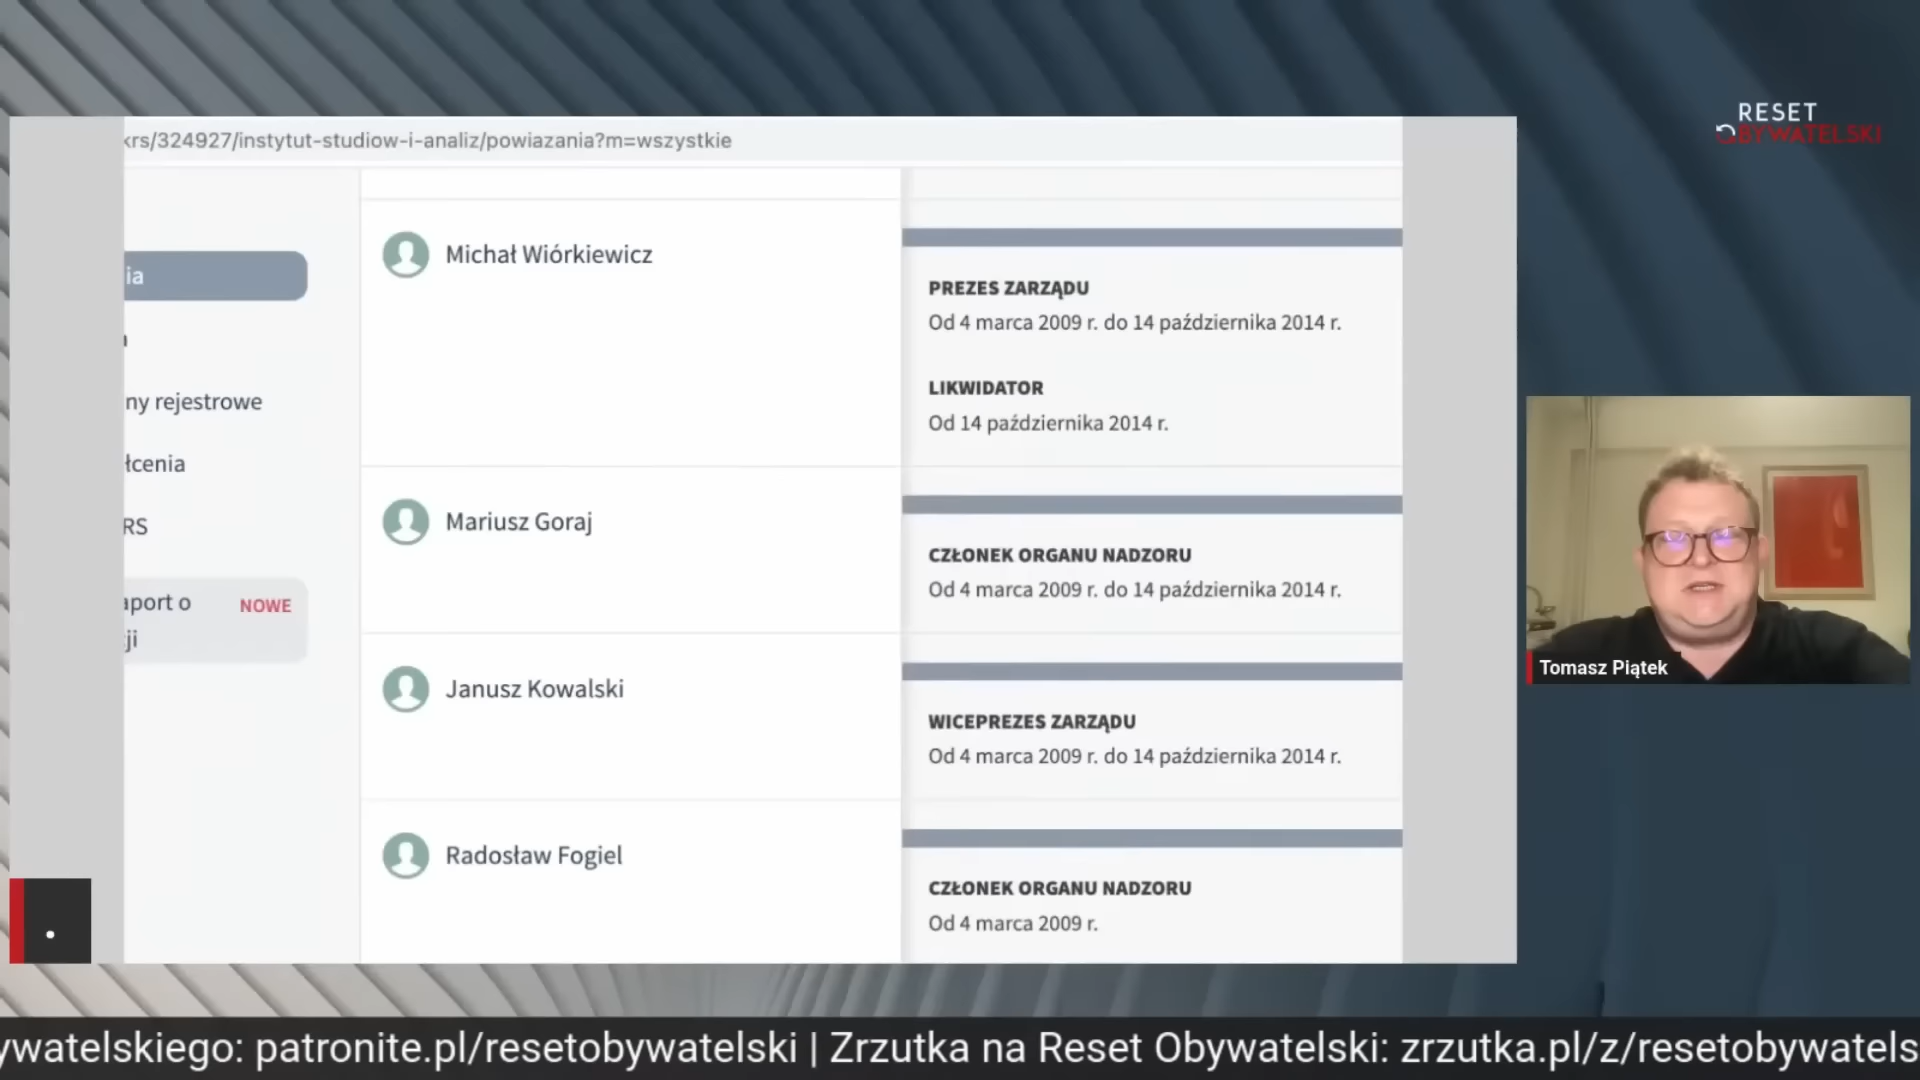 RESET
OBYWATELSKI
krs/324927/instytut-studiow-i-analiz/powiazania?m=wszystkie
ia
ny rejestrowe
łcenia
RS
aport o
NOWE
ji
Michał Wiórkiewicz
PREZES ZARZĄDU
Od 4 marca 2009 r. do 14 października 2014 r.
LIKWIDATOR
Od 14 października 2014 r.
Mariusz Goraj
CZŁONEK ORGANU NADZORU
Od 4 marca 2009 r. do 14 października 2014 r.
Janusz Kowalski
WICEPREZES ZARZĄDU
Od 4 marca 2009 r. do 14 października 2014 r.
Radosław Fogiel
CZŁONEK ORGANU NADZORU
Od 4 marca 2009 r.
Tomasz Piątek
.
ywatelskiego: patronite.pl/resetobywatelski | Zrzutka na Reset Obywatelski: zrzutka.pl/z/resetobywatels